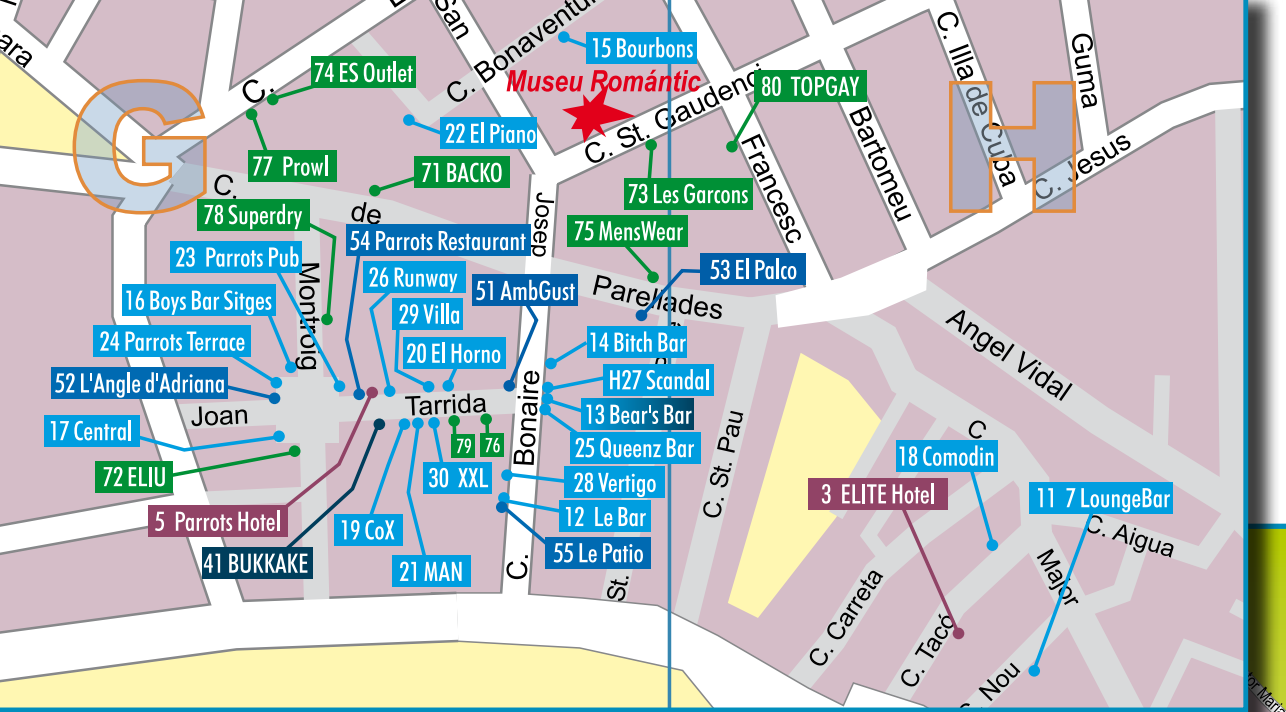 San
C. Bonaventura
15 Bourbons
C. Illa de Cuba
Guma
74 ES Outlet
Museu Romántic
80 TOPGAY
C.
G
H
22 El Piano
C. St. Gaudenci
Bartomeu
C. Jesus
77 Prowl
71 BACKO
Francesc
73 Les Garcons
C.
de
Josep
78 Superdry
75 MensWear
54 Parrots Restaurant
23 Parrots Pub
26 Runway
53 El Palco
Montroig
51 AmbGust
Parellades
16 Boys Bar Sitges
29 Villa
Angel Vidal
24 Parrots Terrace
20 El Horno
14 Bitch Bar
52 L'Angle d'Adriana
H27 Scandal
Joan
Tarrida
13 Bear's Bar
17 Central
79
76
Bonaire
25 Queenz Bar
C. St. Pau
C
18 Comodin
72 ELIU
30 XXL
28 Vertigo
3 ELITE Hotel
11 7 LoungeBar
5 Parrots Hotel
19 CoX
12 Le Bar
C. Aigua
41 BUKKAKE
21 MAN
C.
55 Le Patio
St.
Major
C. Carreta
C. Tacó
C. Nou